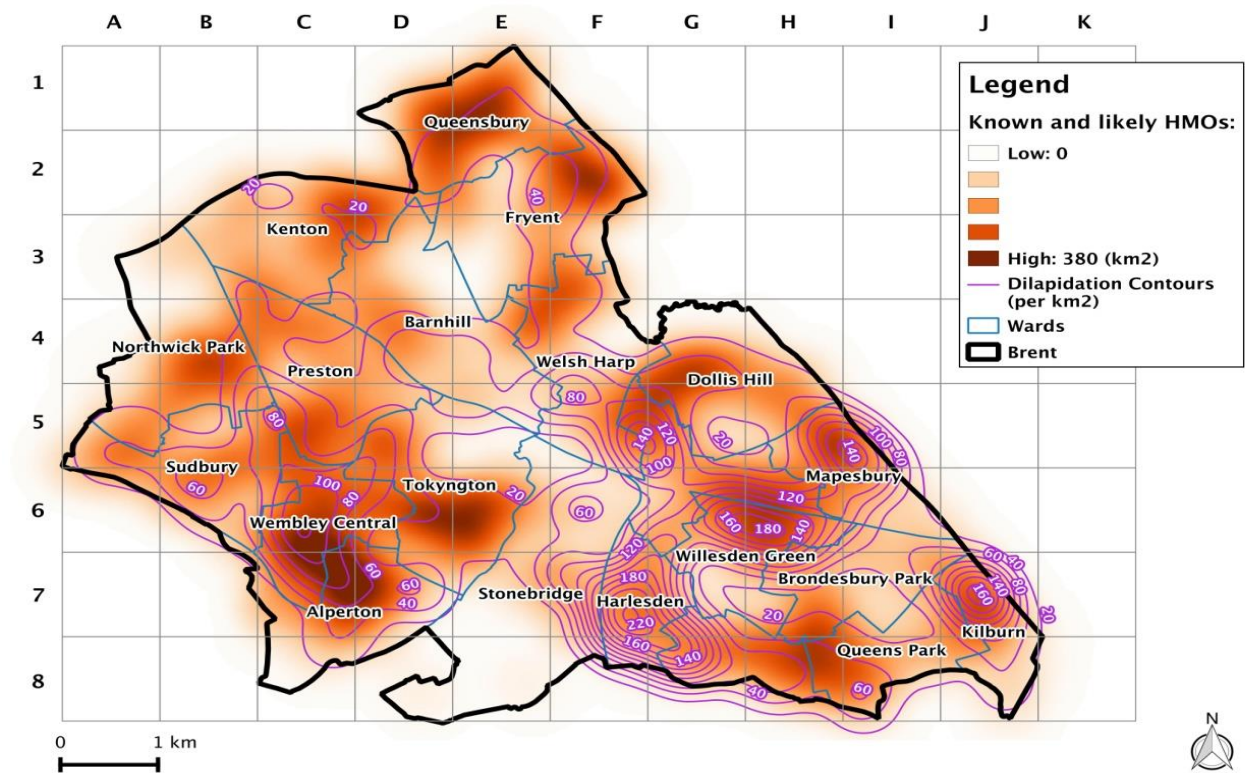 A B C D E F G H I J K
1
2
3
4
5
6
7
8
Legend
Known and likely HMOs:
Low: 0
High: 380 (km2)
Dilapidation Contours
(per km2)
Wards
Brent
Queensbury
20
20
40
Kenton
Fryent
Barnhill
Northwick Park
Preston
Welsh Harp
Dollis Hill
80
80
140
120
100
20
140
100
80
Sudbury
60
Mapesbury
100
80
Tokyngton
20
60
120
160
180
140
Wembley Central
60
60
40
Alperton
Stonebridge
120
180
Harlesden
220
160
140
Willesden Green
Brondesbury Park
20
60
40
80
140
160
20
Kilburn
Queens Park
60
40
0 1 km
N